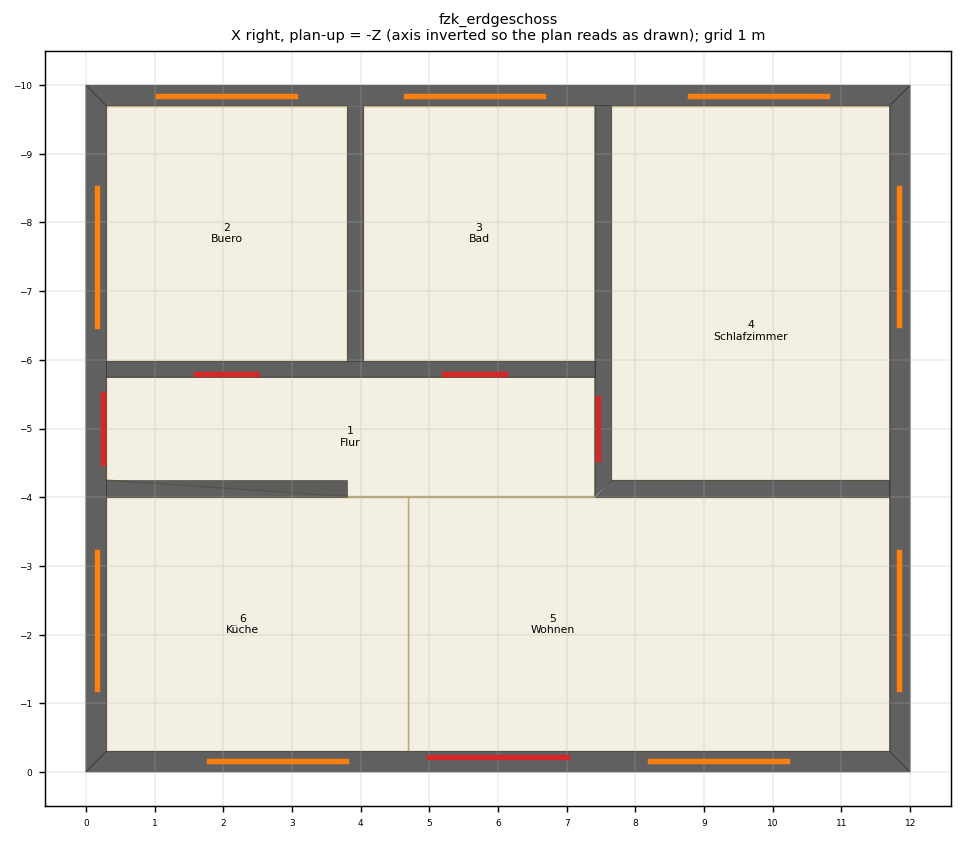 fzk_erdgeschoss
X right, plan-up = -Z (axis inverted so the plan reads as drawn); grid 1 m
−10
−9
−8
−7
−6
−5
−4
−3
−2
−1
0
2
Buero
3
Bad
4
Schlafzimmer
1
Flur
6
Küche
5
Wohnen
0 1 2 3 4 5 6 7 8 9 10 11 12